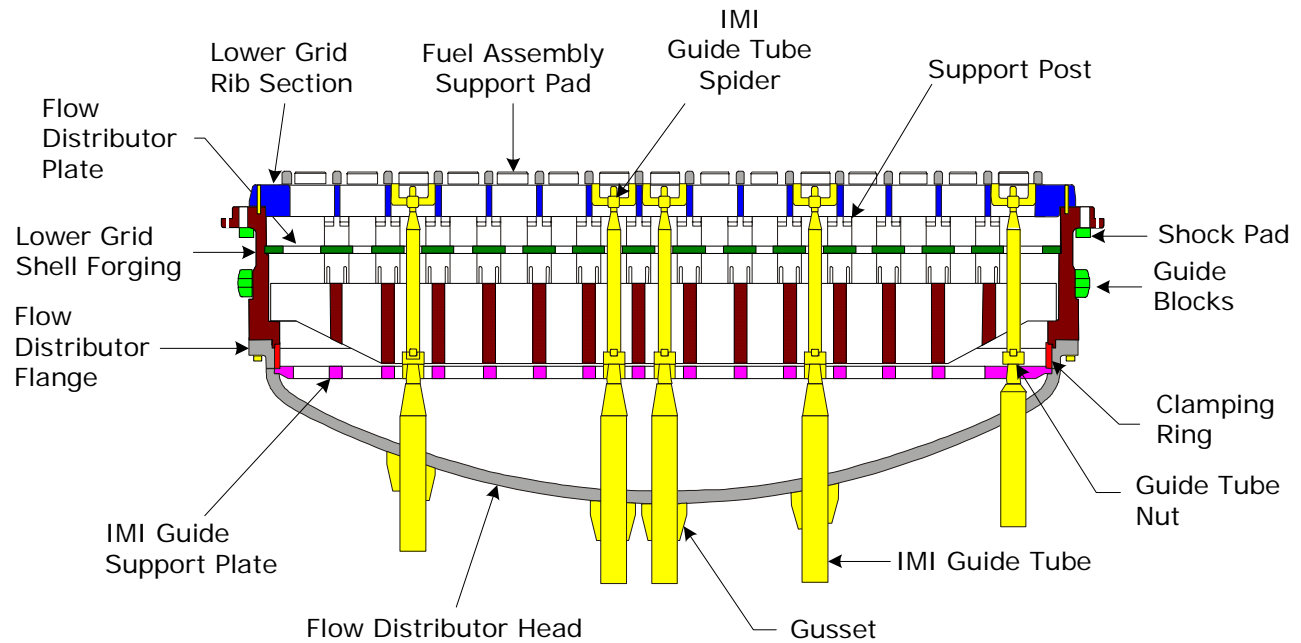 IMI
Guide Tube
Spider
Lower Grid
Rib Section
Fuel Assembly
Support Pad
Support Post
Flow
Distributor
Plate
Lower Grid
Shell Forging
Shock Pad
Guide
Blocks
Flow
Distributor
Flange
Clamping
Ring
Guide Tube
Nut
IMI Guide
Support Plate
IMI Guide Tube
Flow Distributor Head
Gusset